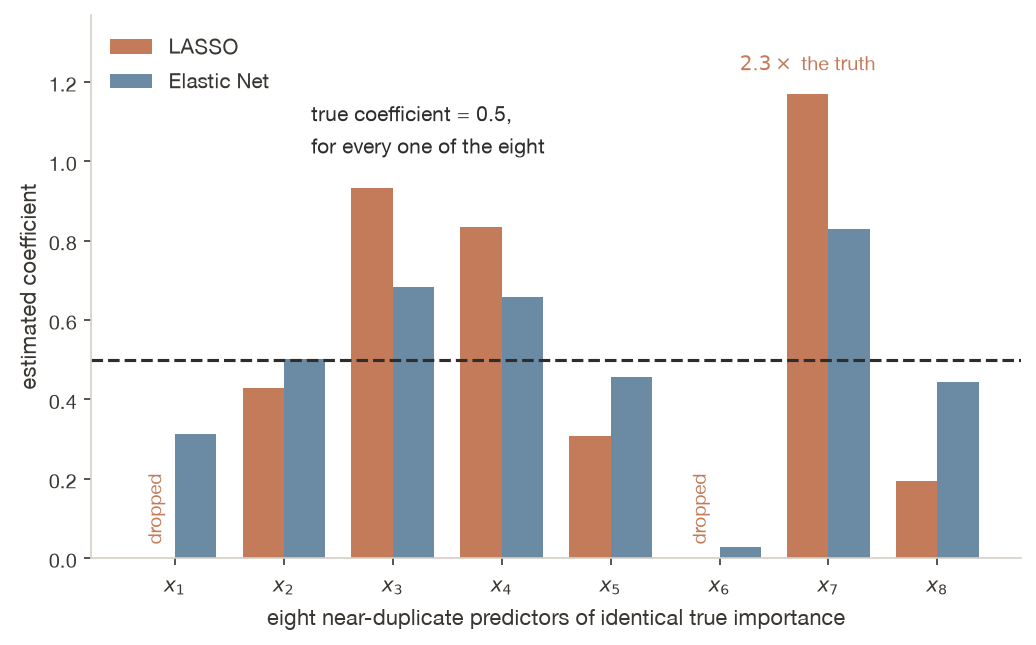 LASSO
Elastic Net
2.3 × the truth
true coefficient = 0.5,
for every one of the eight
estimated coefficient
1.2
1.0
0.8
0.6
0.4
0.2
0.0
dropped
dropped
x₁ x₂ x₃ x₄ x₅ x₆ x₇ x₈
eight near-duplicate predictors of identical true importance